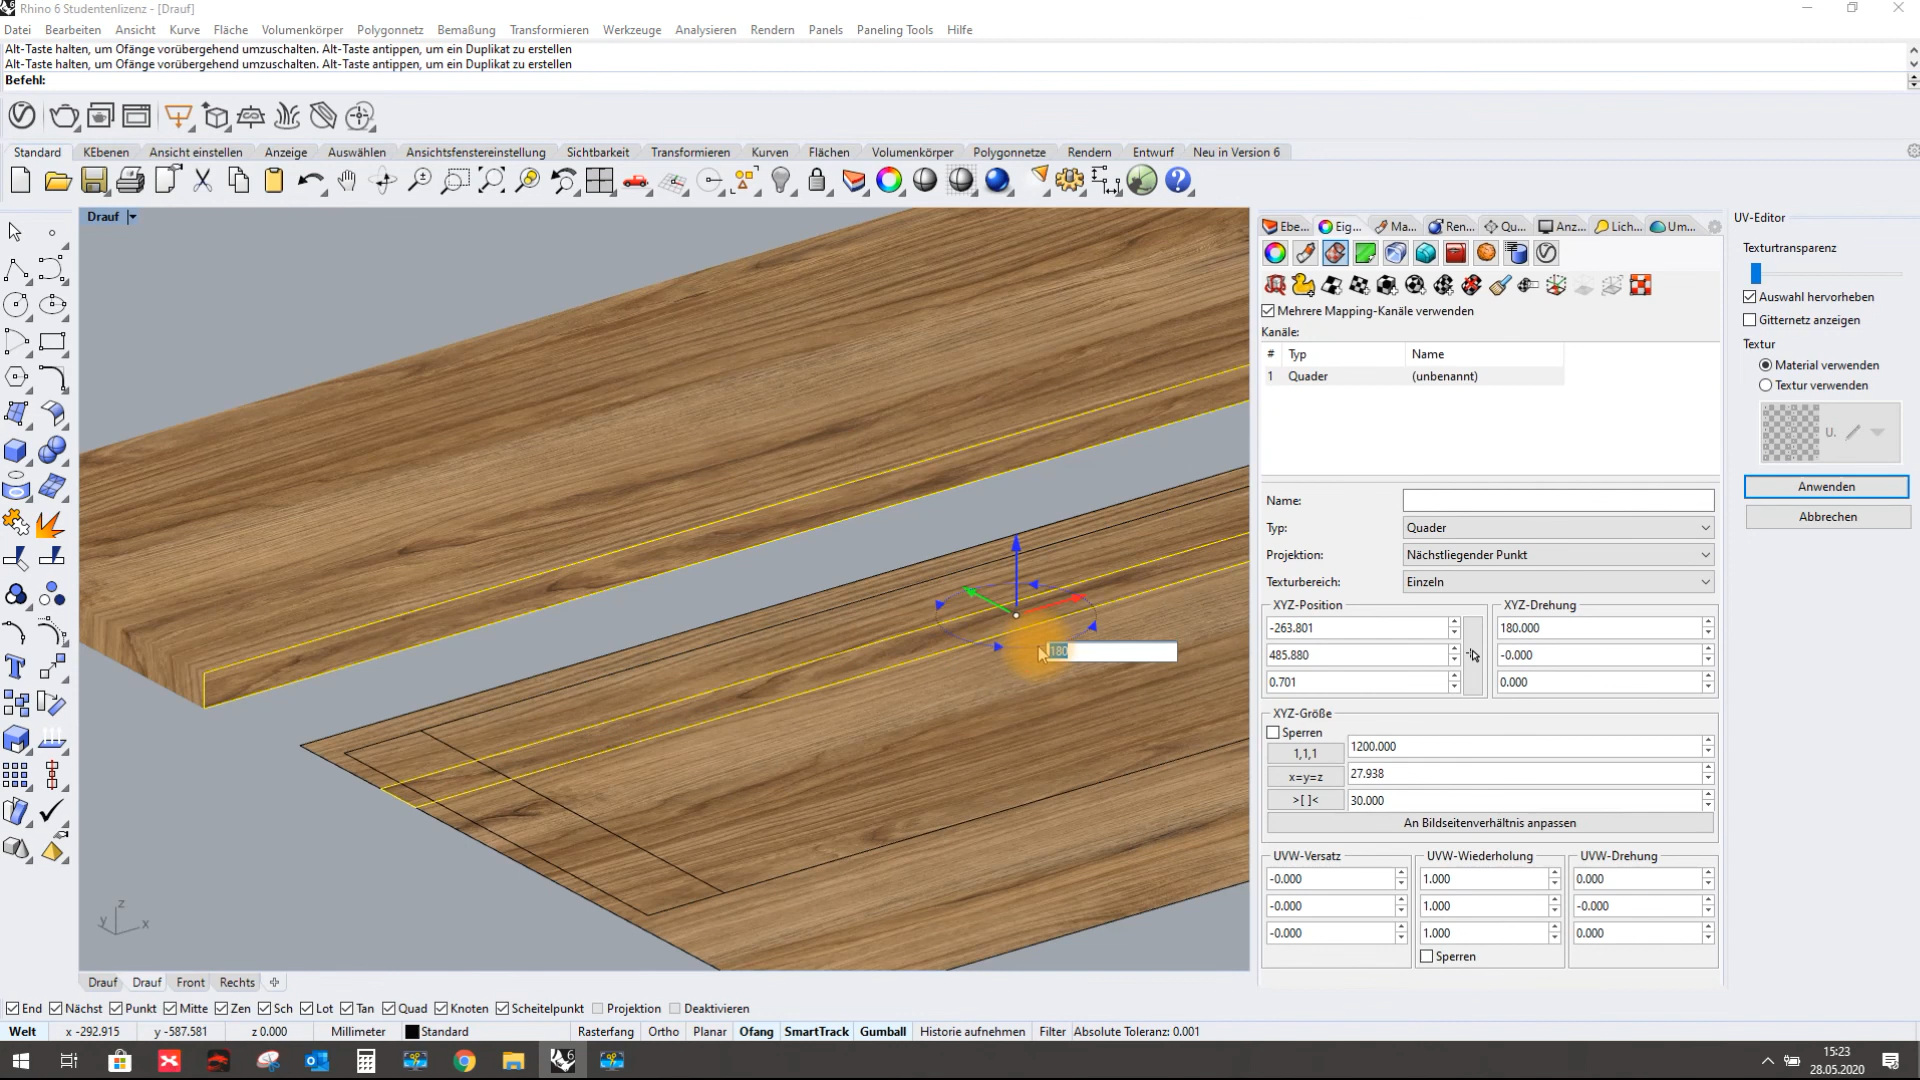 Rhino 6 Studentenlizenz - [Drauf]
Datei Bearbeiten Ansicht Kurve Fläche Volumenkörper Polygonnetz Bemaßung Transformieren Werkzeuge Analysieren Rendern Panels Paneling Tools Hilfe
Alt-Taste halten, um Ofänge vorübergehend umzuschalten. Alt-Taste antippen, um ein Duplikat zu erstellen
Alt-Taste halten, um Ofänge vorübergehend umzuschalten. Alt-Taste antippen, um ein Duplikat zu erstellen
Befehl:
Standard KEbenen Ansicht einstellen Anzeige Auswählen Ansichtsfenstereinstellung Sichtbarkeit Transformieren Kurven Flächen Volumenkörper Polygonnetze Rendern Entwurf Neu in Version 6
Drauf
Ebe... Eig... Ma... Ren... Qu... Anz... Lich... Um...
UV-Editor
Texturtransparenz
Auswahl hervorheben
Gitternetz anzeigen
Textur
Material verwenden
Textur verwenden
U.
Anwenden
Abbrechen
Mehrere Mapping-Kanäle verwenden
Kanäle:
# Typ Name
1 Quader (unbenannt)
Name:
Typ: Quader
Projektion: Nächstliegender Punkt
Texturbereich: Einzeln
XYZ-Position XYZ-Drehung
-263.801 180.000
485.880 -0.000
0.701 0.000
XYZ-Größe
Sperren
1,1,1 1200.000
x=y=z 27.938
>[ ]< 30.000
An Bildseitenverhältnis anpassen
UVW-Versatz UVW-Wiederholung UVW-Drehung
-0.000 1.000 0.000
-0.000 1.000 -0.000
-0.000 1.000 0.000
Sperren
180
z
y x
Drauf Drauf Front Rechts
End Nächst Punkt Mitte Zen Sch Lot Tan Quad Knoten Scheitelpunkt Projektion Deaktivieren
Welt x -292.915 y -587.581 z 0.000 Millimeter Standard Rasterfang Ortho Planar Ofang SmartTrack Gumball Historie aufnehmen Filter Absolute Toleranz: 0.001
15:23
28.05.2020